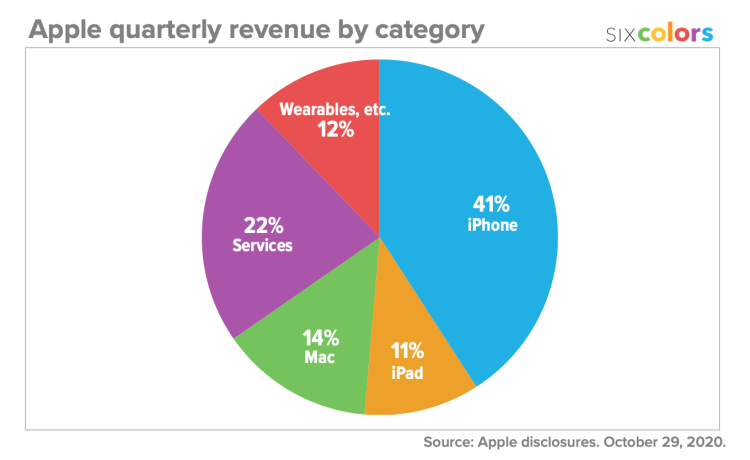 Apple quarterly revenue by category
SIXcolors
Wearables, etc.
12%
41%
iPhone
22%
Services
14%
Mac
11%
iPad
Source: Apple disclosures. October 29, 2020.